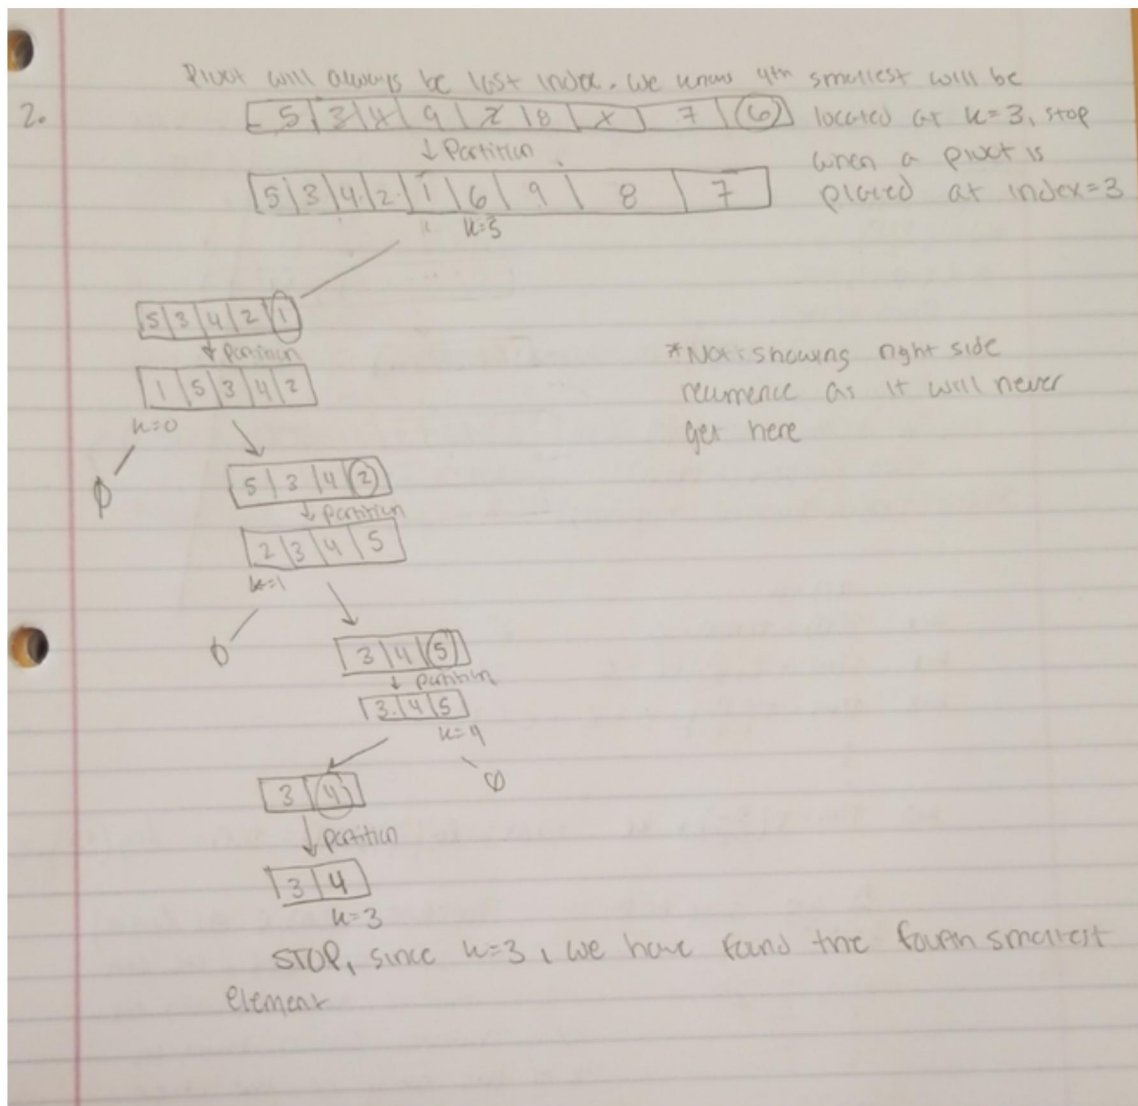 Pivot will always be last index. We know 4th smallest will be
2.
5 3 4 9 2 8 1 7 6 located at k=3, stop
↓ Partition when a pivot is
5 3 4 2 1 6 9 8 7 placed at index=3
k=5
5 3 4 2 1
↓ Partition
1 5 3 4 2
k=0
*Not showing right side
recurrence as it will never
get here
∅
5 3 4 2
↓ partition
2 3 4 5
k=1
∅
3 4 5
↓ partition
3 4 5
k=4
∅
3 4
↓ partition
3 4
k=3
STOP, since k=3, we have found the fourth smallest
element